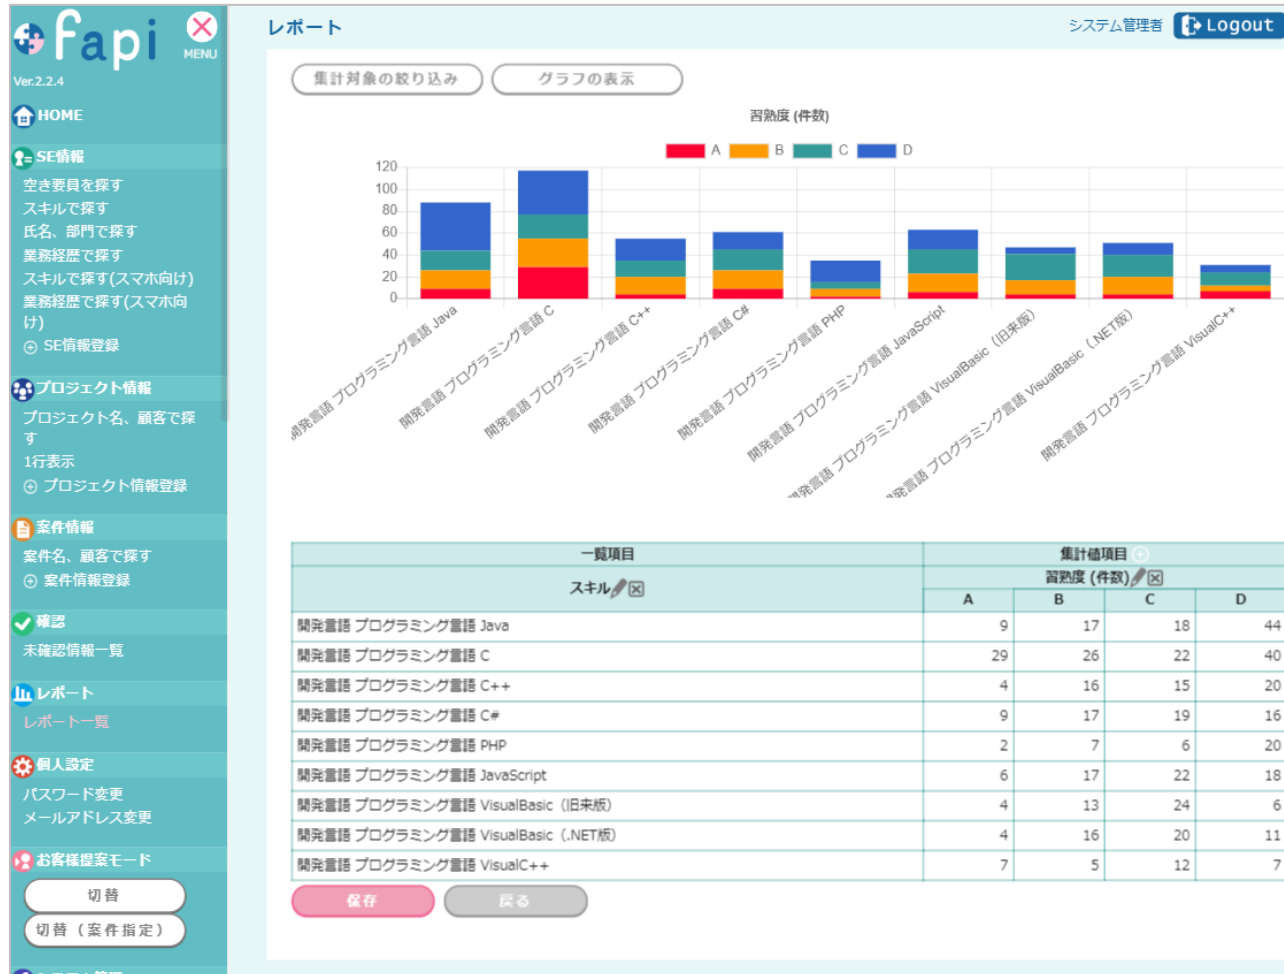 fapi
MENU
Ver.2.2.4
HOME
SE情報
空き要員を探す
スキルで探す
氏名、部門で探す
業務経歴で探す
スキルで探す(スマホ向け)
業務経歴で探す(スマホ向
け)
SE情報登録
プロジェクト情報
プロジェクト名、顧客で探
す
1行表示
プロジェクト情報登録
案件情報
案件名、顧客で探す
案件情報登録
確認
未確認情報一覧
レポート
レポート一覧
個人設定
パスワード変更
メールアドレス変更
お客様提案モード
切替
切替（案件指定）
レポート
システム管理者 Logout
集計対象の絞り込み グラフの表示
習熟度 (件数)
A B C D
120
100
80
60
40
20
0
開発言語 プログラミング言語 Java
開発言語 プログラミング言語 C
開発言語 プログラミング言語 C++
開発言語 プログラミング言語 C#
開発言語 プログラミング言語 PHP
開発言語 プログラミング言語 JavaScript
開発言語 プログラミング言語 VisualBasic（旧来版）
開発言語 プログラミング言語 VisualBasic（.NET版）
開発言語 プログラミング言語 VisualC++
一覧項目 集計値項目
スキル 習熟度 (件数)
A B C D
開発言語 プログラミング言語 Java 9 17 18 44
開発言語 プログラミング言語 C 29 26 22 40
開発言語 プログラミング言語 C++ 4 16 15 20
開発言語 プログラミング言語 C# 9 17 19 16
開発言語 プログラミング言語 PHP 2 7 6 20
開発言語 プログラミング言語 JavaScript 6 17 22 18
開発言語 プログラミング言語 VisualBasic（旧来版） 4 13 24 6
開発言語 プログラミング言語 VisualBasic（.NET版） 4 16 20 11
開発言語 プログラミング言語 VisualC++ 7 5 12 7
保存 戻る